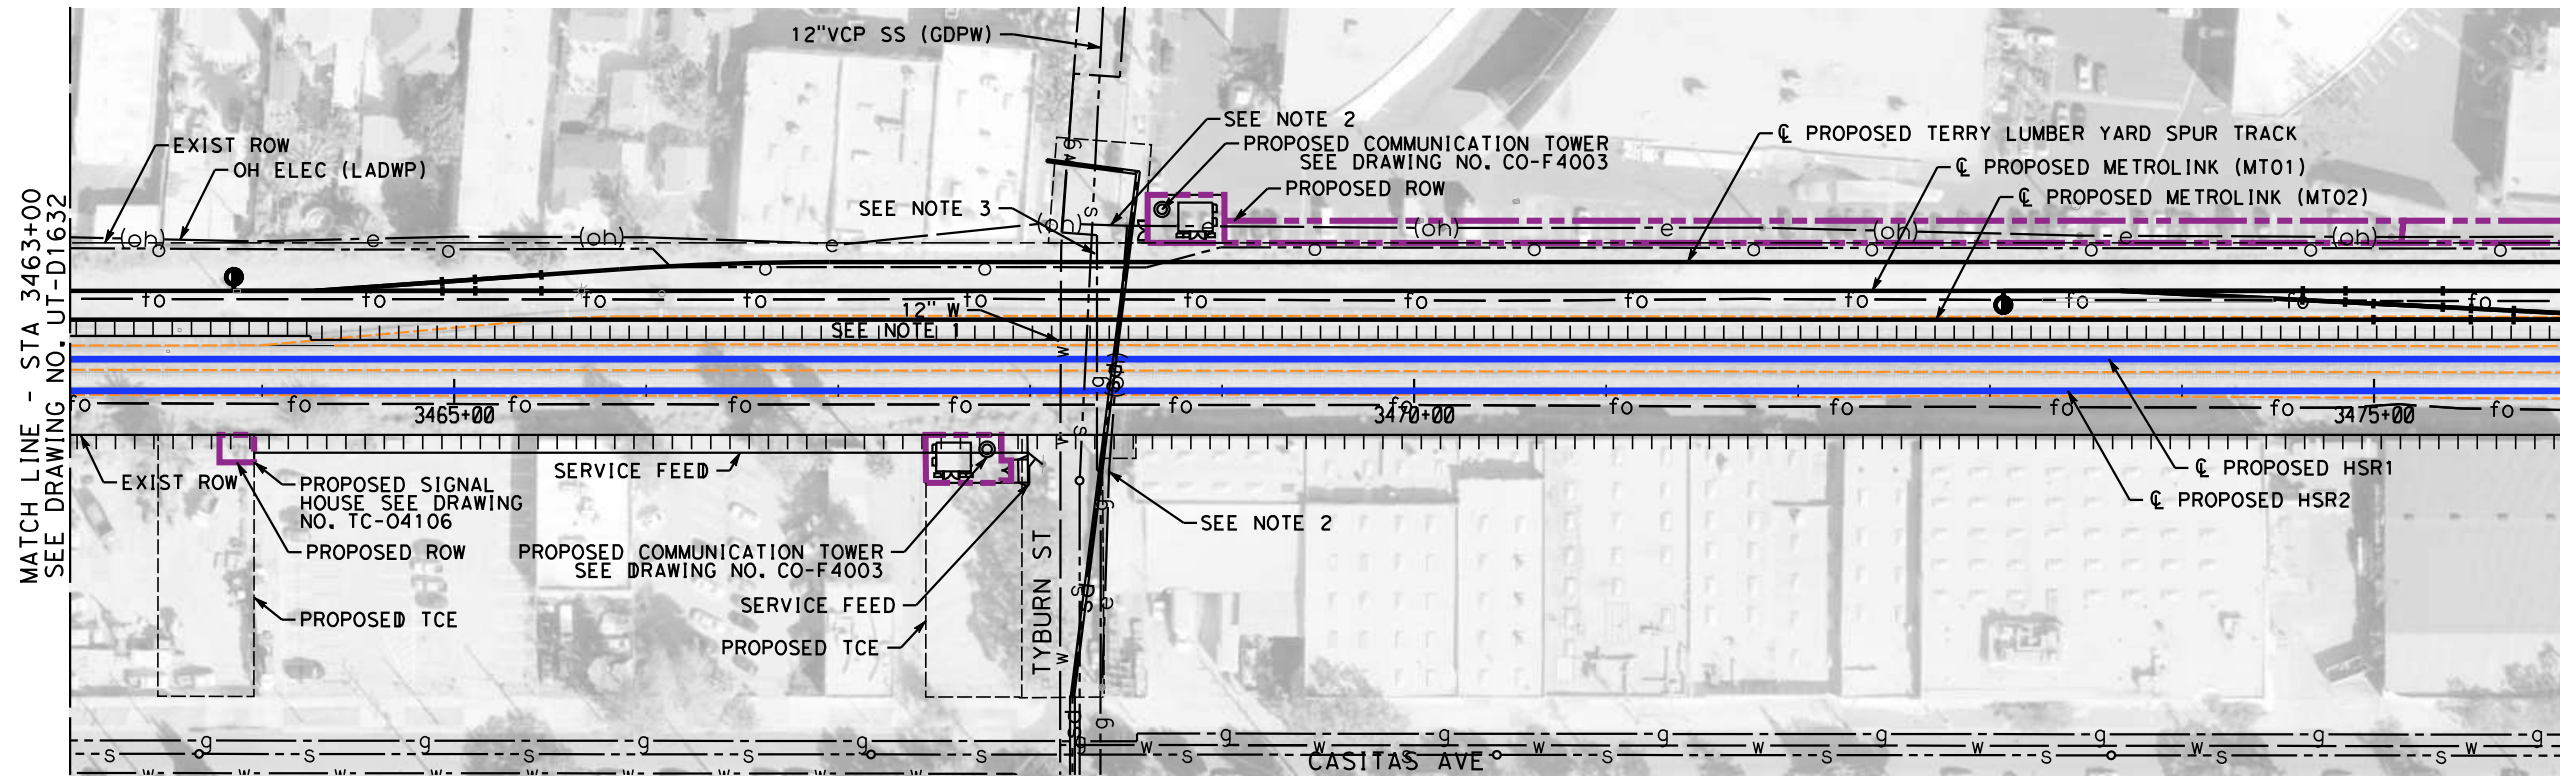 12"VCP SS (GDPW)
EXIST ROW
OH ELEC (LADWP)
SEE NOTE 2
PROPOSED COMMUNICATION TOWER
SEE DRAWING NO. CO-F4003
PROPOSED ROW
℄ PROPOSED TERRY LUMBER YARD SPUR TRACK
℄ PROPOSED METROLINK (MT01)
℄ PROPOSED METROLINK (MT02)
SEE NOTE 3
MATCH LINE - STA 3463+00
SEE DRAWING NO. UT-D1632
(oh) e (oh) e (oh) e (oh) e (oh) e (oh)
o o o o o o o o o o o
fo fo fo fo fo fo fo fo fo fo fo
12" W
SEE NOTE 1
fo fo fo fo fo fo fo fo fo fo fo fo
3465+00
3470+00
3475+00
EXIST ROW
SERVICE FEED
PROPOSED SIGNAL
HOUSE SEE DRAWING
NO. TC-04106
PROPOSED ROW
PROPOSED TCE
PROPOSED COMMUNICATION TOWER
SEE DRAWING NO. CO-F4003
SERVICE FEED
PROPOSED TCE
TYBURN ST
SEE NOTE 2
℄ PROPOSED HSR1
℄ PROPOSED HSR2
g g g g g g g g g g
s s s s s s s s s s
w w w w w w w
CASITAS AVE
w w w w w